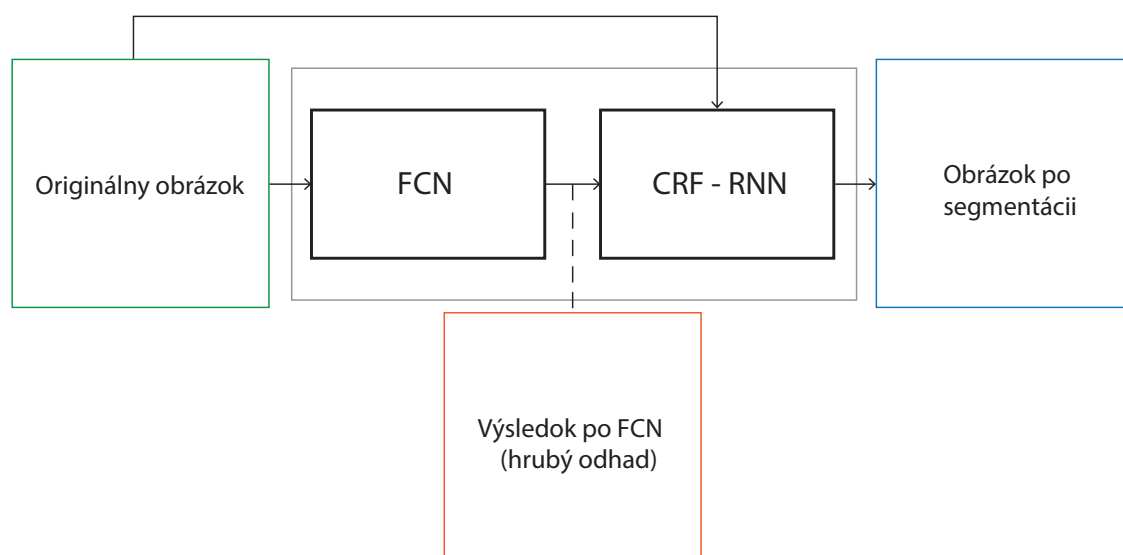 Originálny obrázok
FCN
CRF - RNN
Obrázok po
segmentácii
Výsledok po FCN
(hrubý odhad)